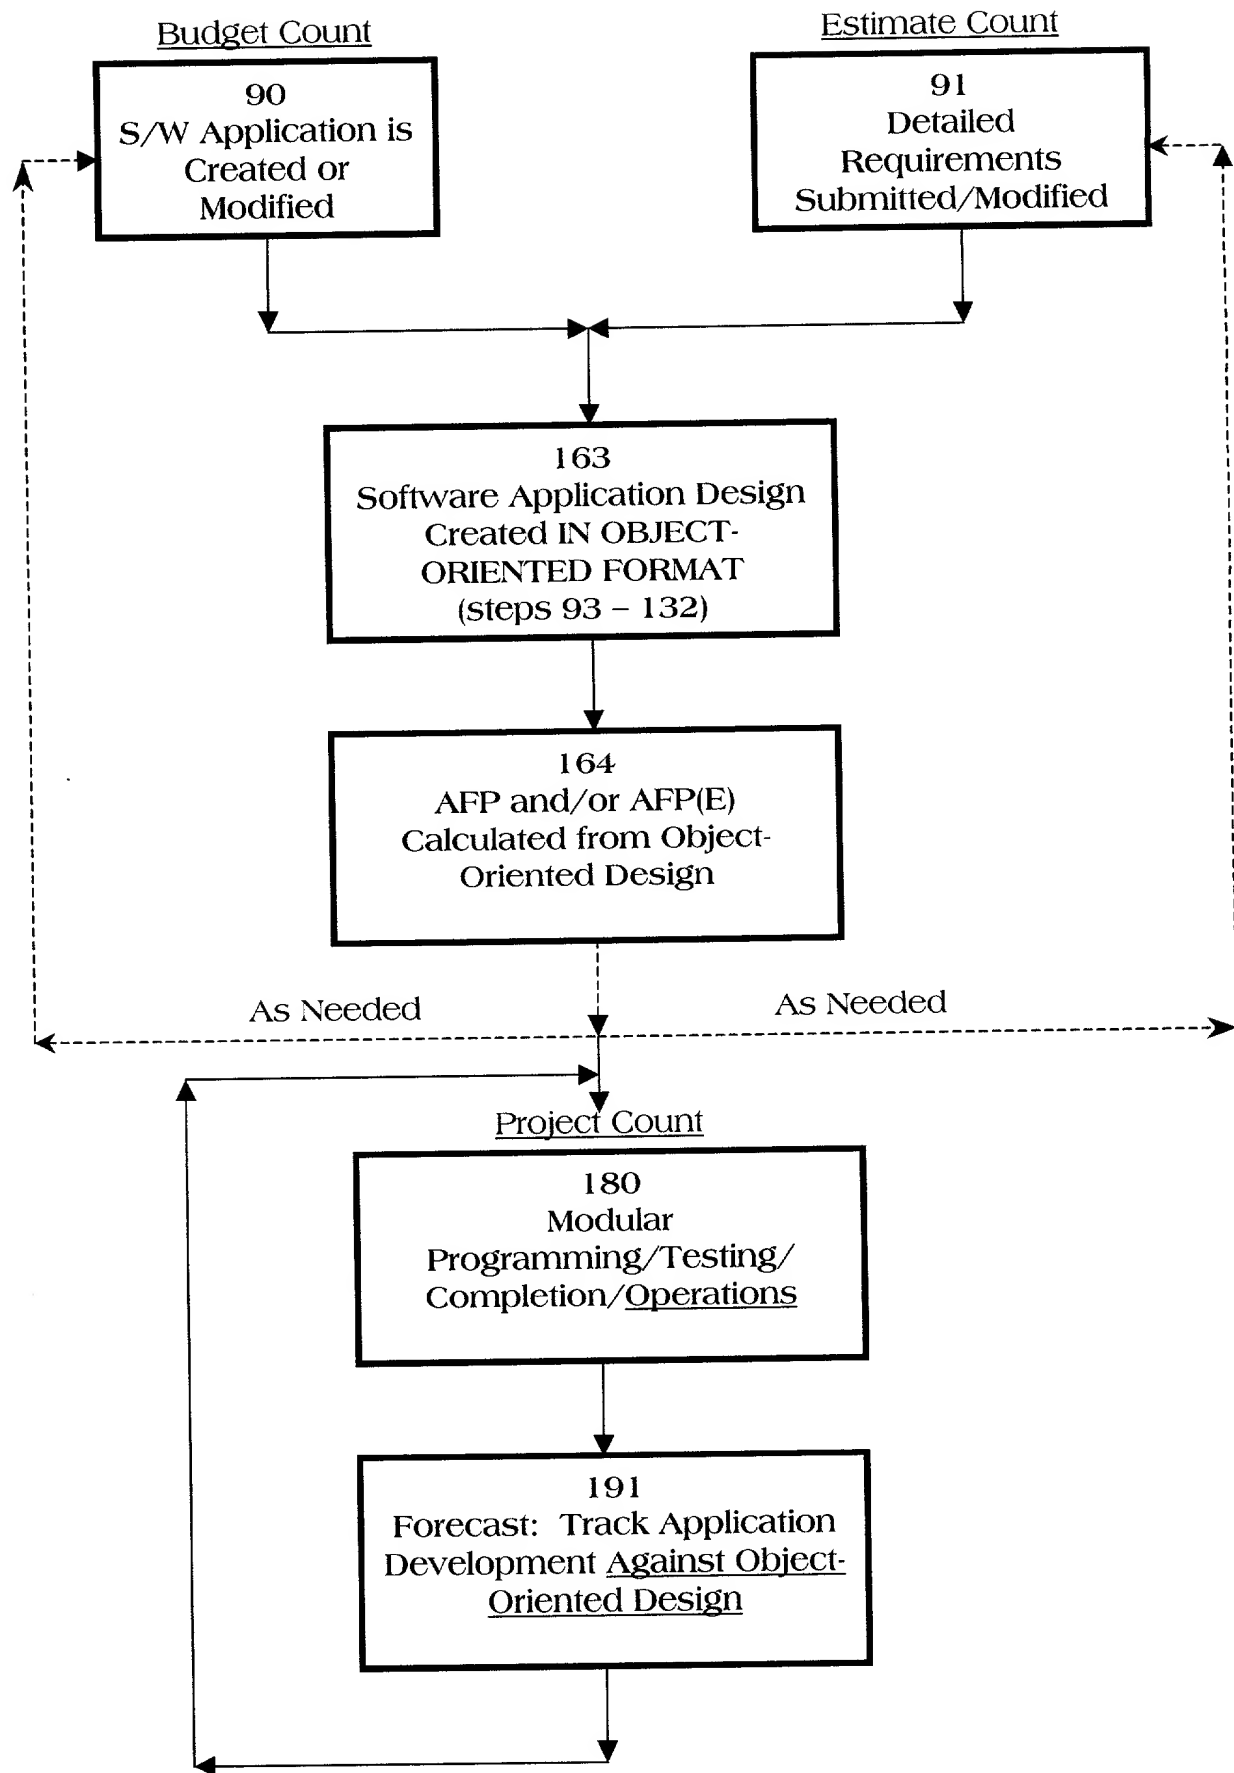 Budget Count
Estimate Count
90
S/W Application is
Created or
Modified
91
Detailed
Requirements
Submitted/Modified
163
Software Application Design
Created IN OBJECT-
ORIENTED FORMAT
(steps 93 – 132)
164
AFP and/or AFP(E)
Calculated from Object-
Oriented Design
As Needed
As Needed
Project Count
180
Modular
Programming/Testing/
Completion/Operations
191
Forecast: Track Application
Development Against Object-
Oriented Design